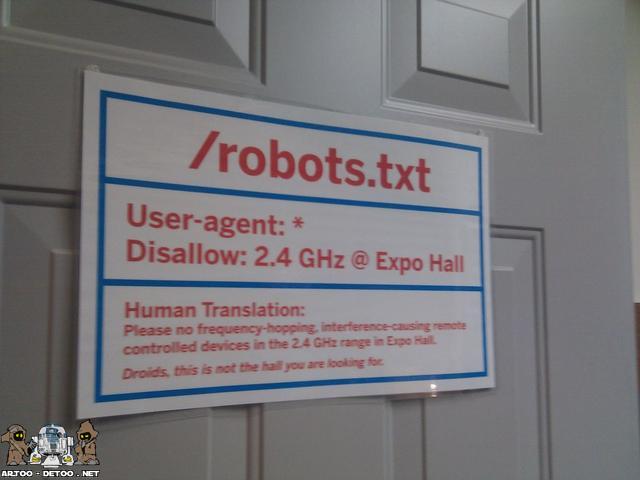 /robots.txt
User-agent: *
Disallow: 2.4 GHz @ Expo Hall
Human Translation:
Please no frequency-hopping, interference-causing remote
controlled devices in the 2.4 GHz range in Expo Hall.
Droids, this is not the hall you are looking for.
ARTOO - DETOO . NET